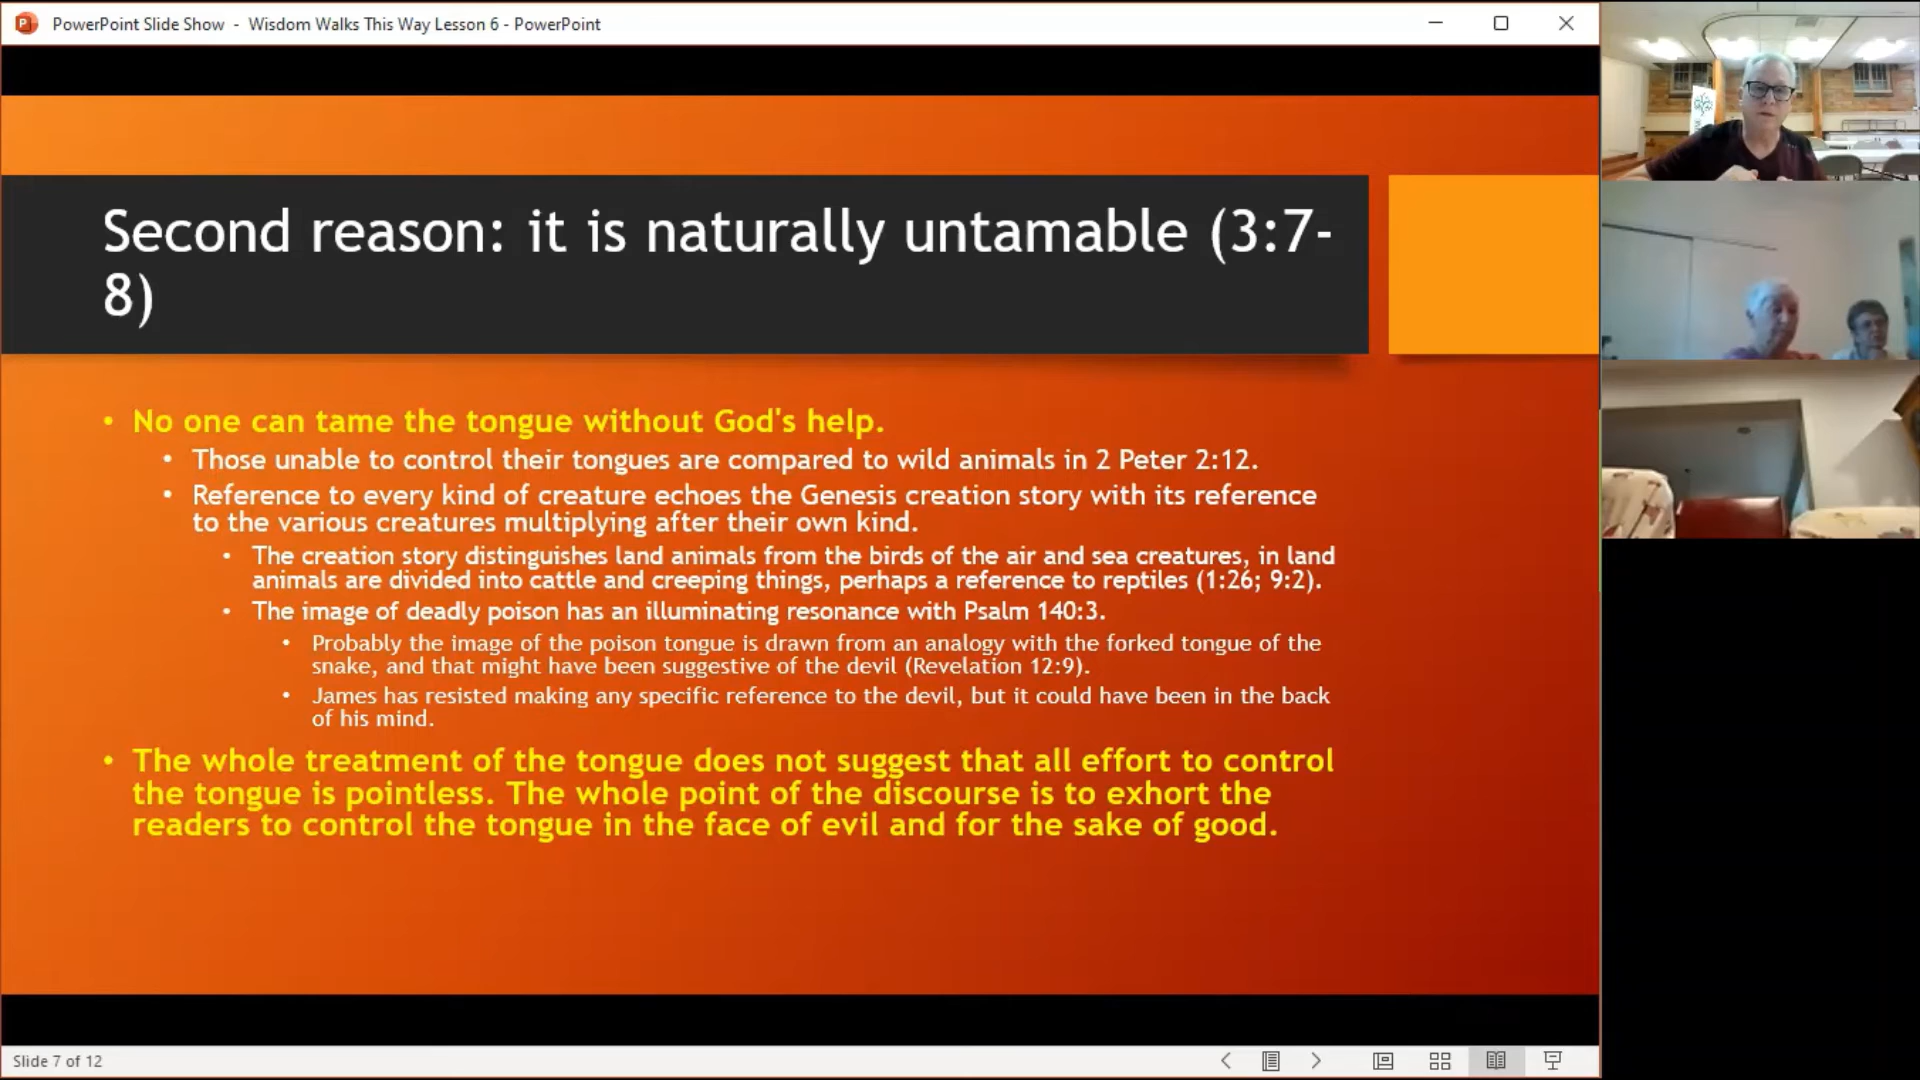 PowerPoint Slide Show - Wisdom Walks This Way Lesson 6 - PowerPoint
Second reason: it is naturally untamable (3:7-
8)
• No one can tame the tongue without God's help.
• Those unable to control their tongues are compared to wild animals in 2 Peter 2:12.
• Reference to every kind of creature echoes the Genesis creation story with its reference
to the various creatures multiplying after their own kind.
• The creation story distinguishes land animals from the birds of the air and sea creatures, in land
animals are divided into cattle and creeping things, perhaps a reference to reptiles (1:26; 9:2).
• The image of deadly poison has an illuminating resonance with Psalm 140:3.
• Probably the image of the poison tongue is drawn from an analogy with the forked tongue of the
snake, and that might have been suggestive of the devil (Revelation 12:9).
• James has resisted making any specific reference to the devil, but it could have been in the back
of his mind.
• The whole treatment of the tongue does not suggest that all effort to control
the tongue is pointless. The whole point of the discourse is to exhort the
readers to control the tongue in the face of evil and for the sake of good.
Slide 7 of 12